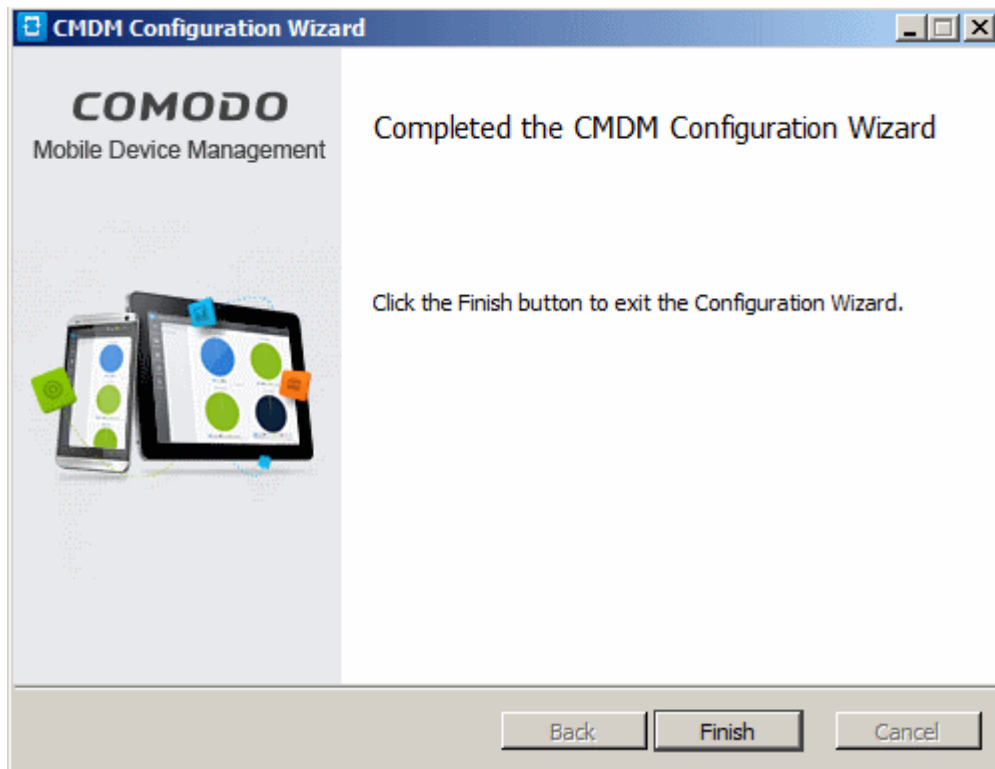 CMDM Configuration Wizard
COMODO
Mobile Device Management
Completed the CMDM Configuration Wizard
Click the Finish button to exit the Configuration Wizard.
Back
Finish
Cancel